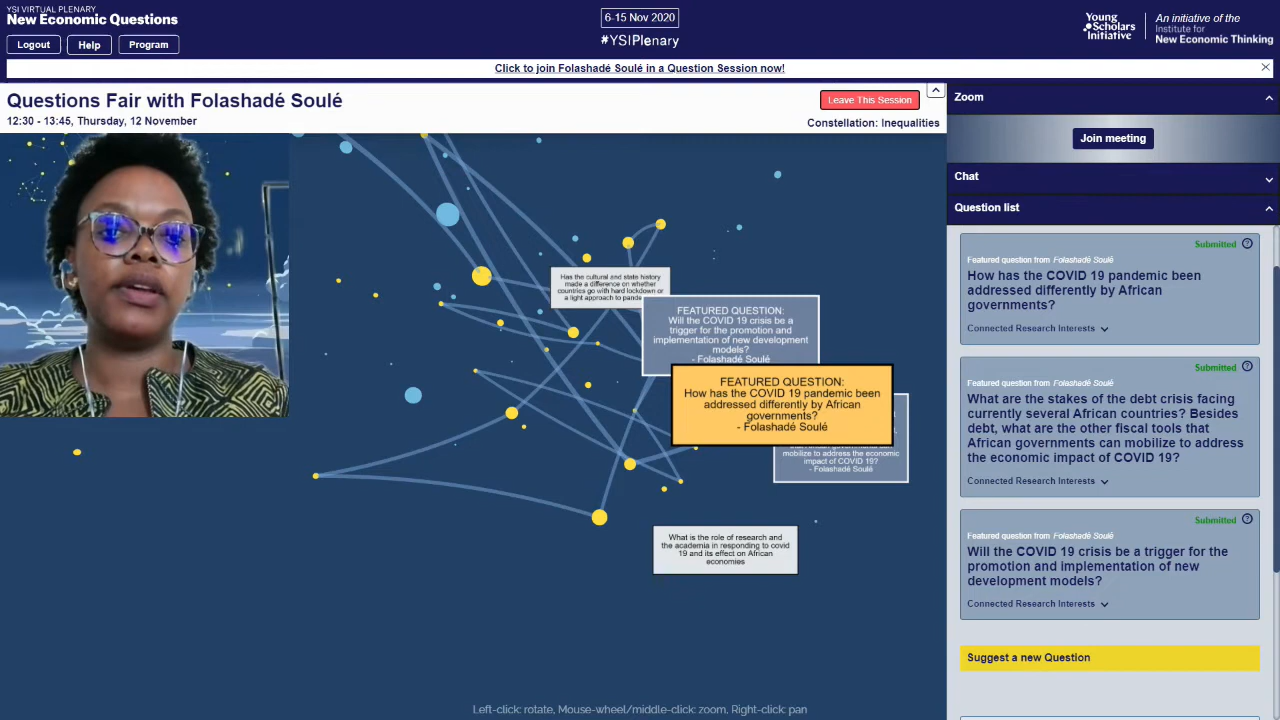 YSI VIRTUAL PLENARY
New Economic Questions
Logout
Help
Program
6-15 Nov 2020
#YSIPlenary
Young
Scholars
Initiative
An initiative of the
Institute for
New Economic Thinking
Click to join Folashadé Soulé in a Question Session now!
Questions Fair with Folashadé Soulé
12:30 - 13:45, Thursday, 12 November
Leave This Session
Constellation: Inequalities
Has the cultural and state history
made a difference on whether
countries go with hard lockdown or
a light approach to
FEATURED QUESTION:
Will the COVID 19 crisis be a
trigger for the promotion and
implementation of new development
models?
- Folashadé Soulé
FEATURED QUESTION:
How has the COVID 19 pandemic been
addressed differently by African
governments?
- Folashadé Soulé
mobilize to address the economic
impact of COVID 19?
- Folashadé Soulé
What is the role of research and
the academia in responding to covid
19 and its effect on African
economies
Left-click: rotate, Mouse-wheel/middle-click: zoom, Right-click: pan
Zoom
Join meeting
Chat
Question list
Submitted
Featured question from Folashadé Soulé
How has the COVID 19 pandemic been
addressed differently by African
governments?
Connected Research Interests
Submitted
Featured question from Folashadé Soulé
What are the stakes of the debt crisis facing
currently several African countries? Besides
debt, what are the other fiscal tools that
African governments can mobilize to address
the economic impact of COVID 19?
Connected Research Interests
Submitted
Featured question from Folashadé Soulé
Will the COVID 19 crisis be a trigger for the
promotion and implementation of new
development models?
Connected Research Interests
Suggest a new Question